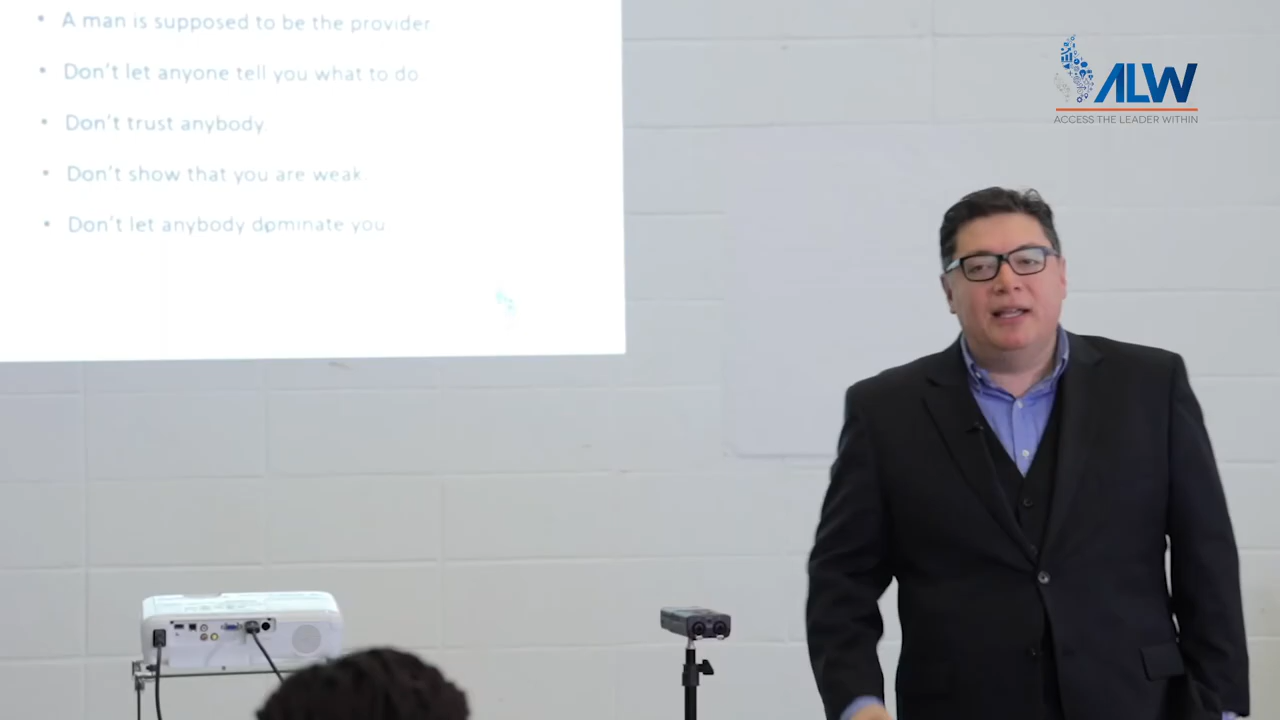 A man is supposed to be the provider.
Don't let anyone tell you what to do
Don't trust anybody.
Don't show that you are weak.
Don't let anybody dominate you.
ALW
ACCESS THE LEADER WITHIN